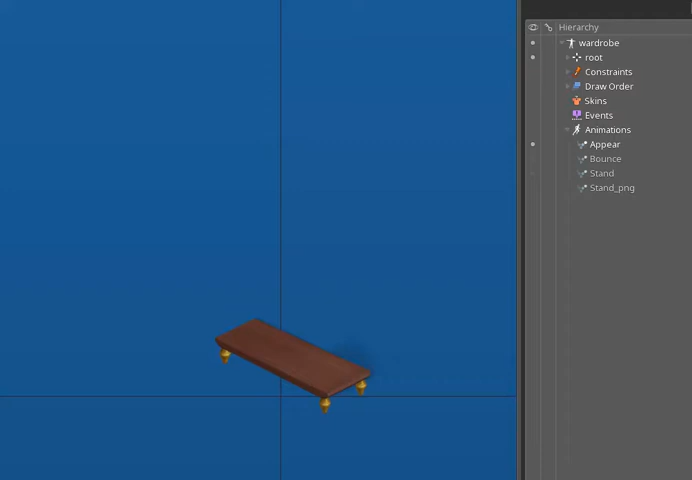 Hierarchy
wardrobe
root
Constraints
Draw Order
Skins
Events
Animations
Appear
Bounce
Stand
Stand_png